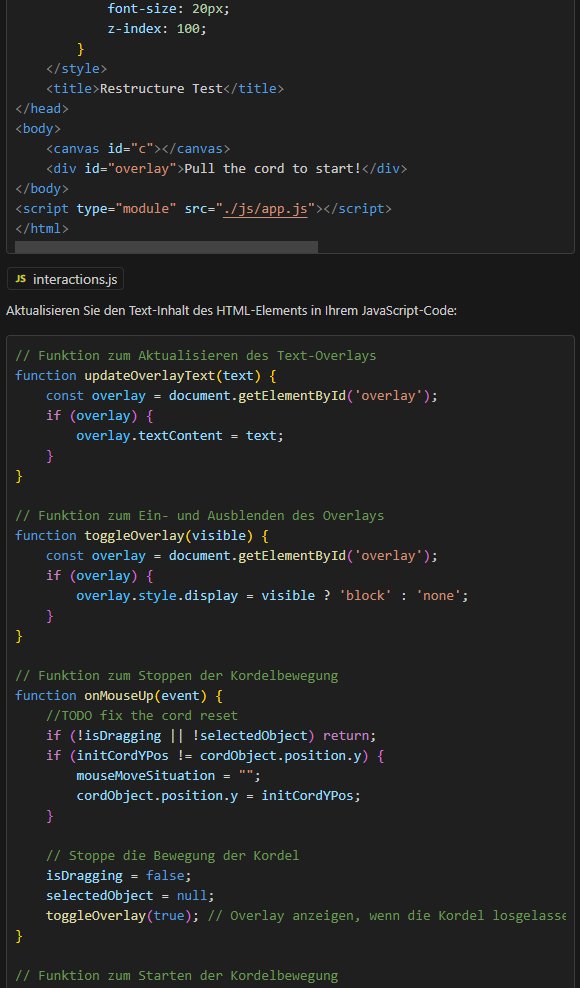 font-size: 20px;
            z-index: 100;
        }
    </style>
    <title>Restructure Test</title>
</head>
<body>
    <canvas id="c"></canvas>
    <div id="overlay">Pull the cord to start!</div>
</body>
<script type="module" src="./js/app.js"></script>
</html>
JS interactions.js
Aktualisieren Sie den Text-Inhalt des HTML-Elements in Ihrem JavaScript-Code:
// Funktion zum Aktualisieren des Text-Overlays
function updateOverlayText(text) {
    const overlay = document.getElementById('overlay');
    if (overlay) {
        overlay.textContent = text;
    }
}
// Funktion zum Ein- und Ausblenden des Overlays
function toggleOverlay(visible) {
    const overlay = document.getElementById('overlay');
    if (overlay) {
        overlay.style.display = visible ? 'block' : 'none';
    }
}
// Funktion zum Stoppen der Kordelbewegung
function onMouseUp(event) {
    //TODO fix the cord reset
    if (!isDragging || !selectedObject) return;
    if (initCordYPos != cordObject.position.y) {
        mouseMoveSituation = "";
        cordObject.position.y = initCordYPos;
    }
    // Stoppe die Bewegung der Kordel
    isDragging = false;
    selectedObject = null;
    toggleOverlay(true); // Overlay anzeigen, wenn die Kordel losgelasse
}
// Funktion zum Starten der Kordelbewegung